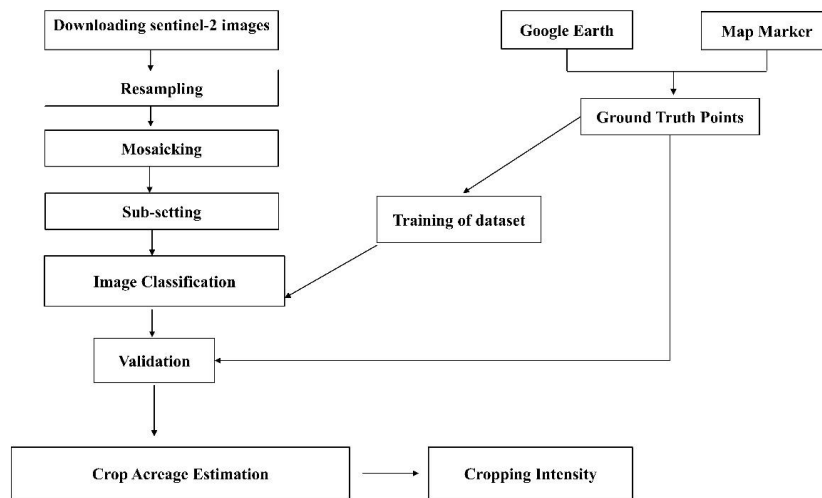 Downloading sentinel-2 images
Google Earth
Map Marker
Resampling
Ground Truth Points
Mosaicking
Sub-setting
Training of dataset
Image Classification
Validation
Crop Acreage Estimation
Cropping Intensity